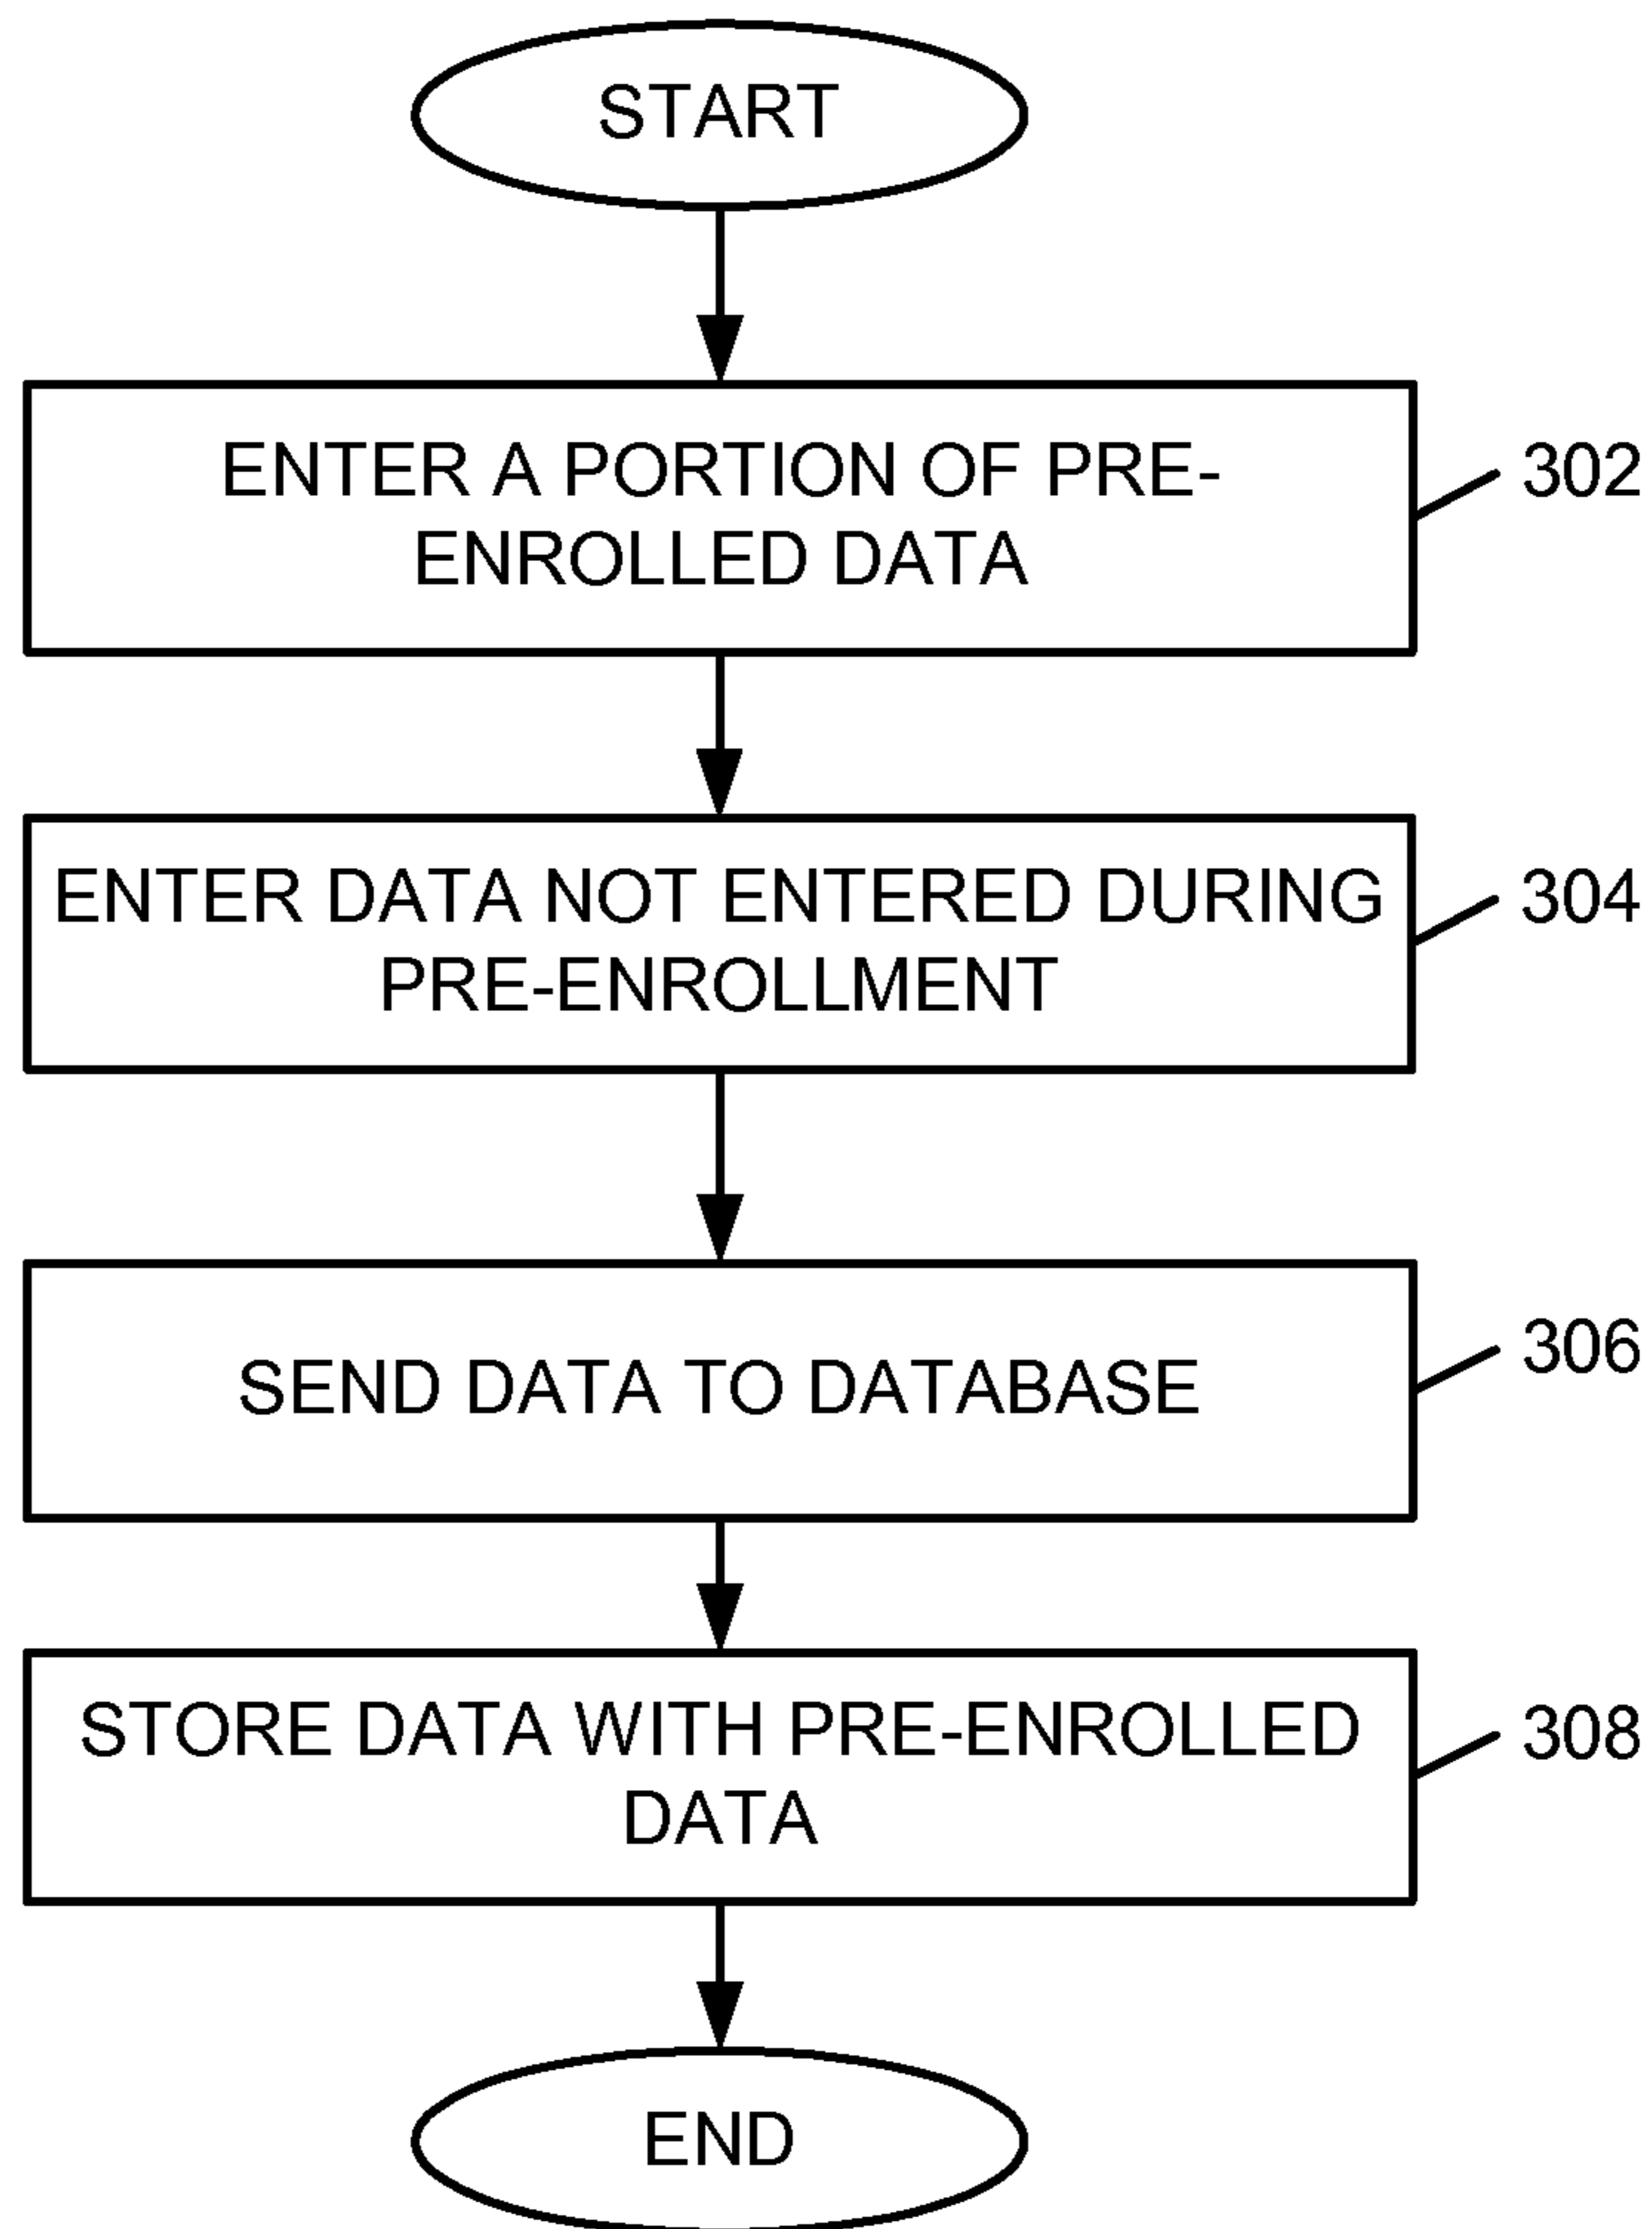 START
ENTER A PORTION OF PRE-
ENROLLED DATA
302
ENTER DATA NOT ENTERED DURING
PRE-ENROLLMENT
304
SEND DATA TO DATABASE
306
STORE DATA WITH PRE-ENROLLED
DATA
308
END